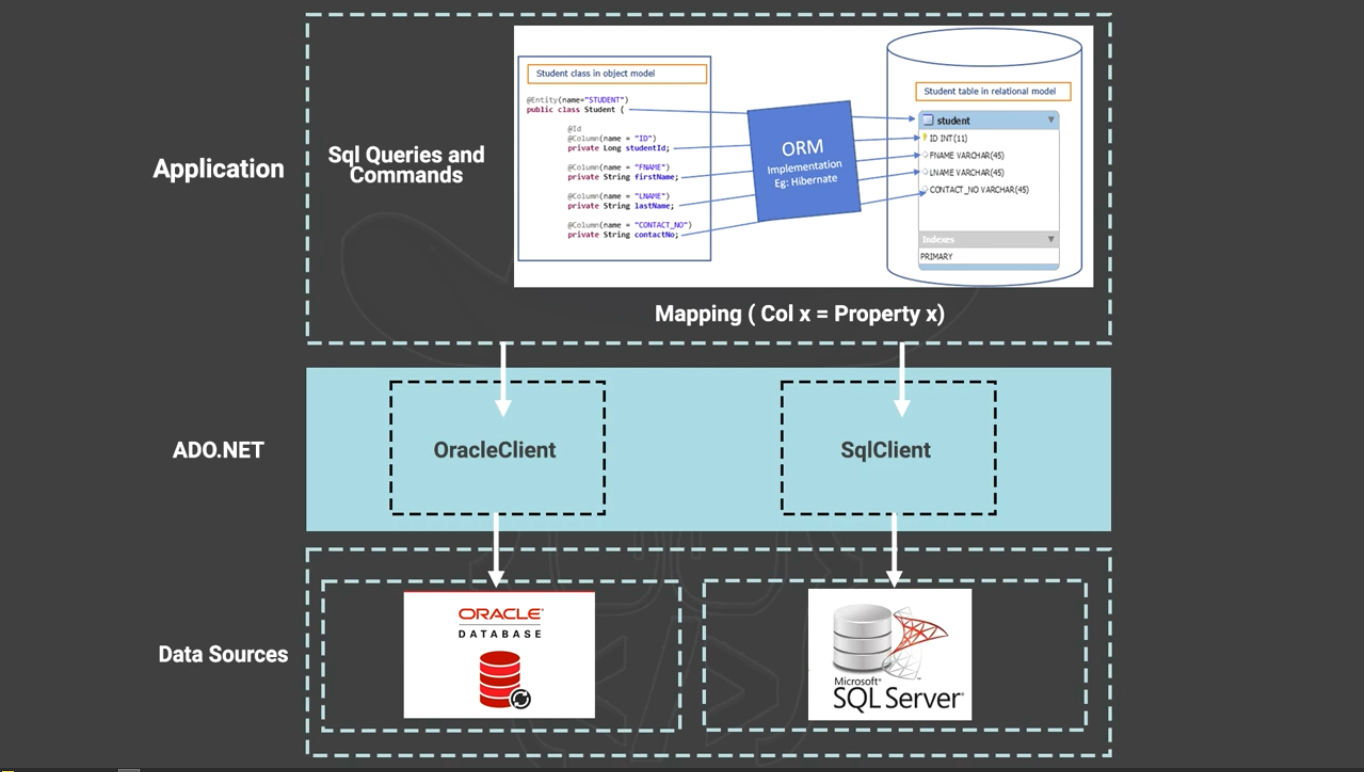 Application
Sql Queries and
Commands
Student class in object model
@Entity(name="STUDENT")
public class Student {
@Id
@Column(name = "ID")
private Long studentId;
@Column(name = "FNAME")
private String firstName;
@Column(name = "LNAME")
private String lastName;
@Column(name = "CONTACT_NO")
private String contactNo;
ORM
Implementation
Eg: Hibernate
Student table in relational model
student
ID INT(11)
FNAME VARCHAR(45)
LNAME VARCHAR(45)
CONTACT_NO VARCHAR(45)
Indexes
PRIMARY
Mapping ( Col x = Property x)
ADO.NET
OracleClient
SqlClient
Data Sources
ORACLE
DATABASE
Microsoft
SQL Server